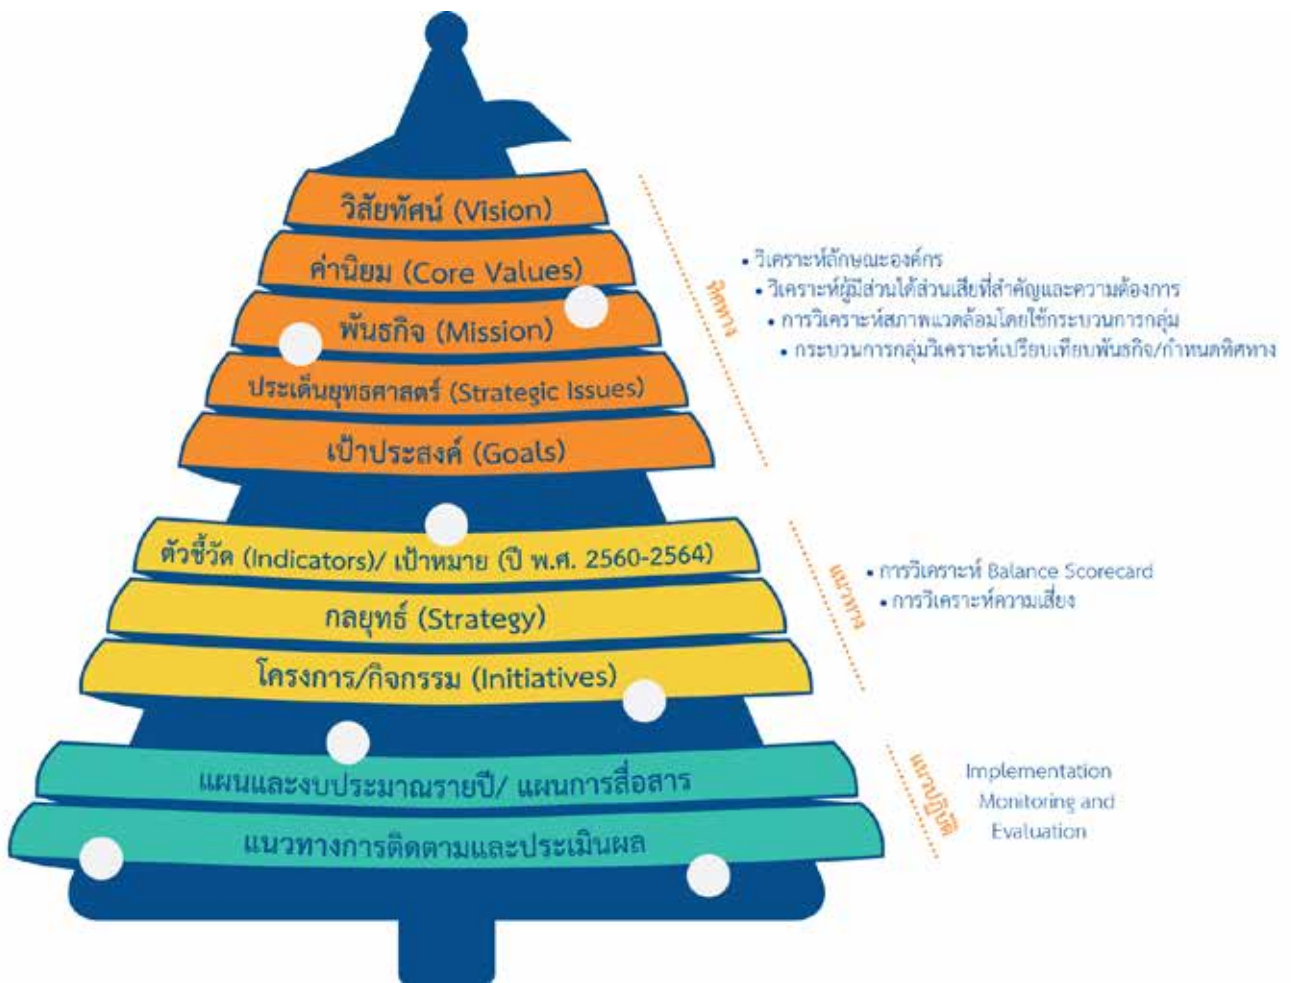 วิสัยทัศน์ (Vision)
ค่านิยม (Core Values)
พันธกิจ (Mission)
ประเด็นยุทธศาสตร์ (Strategic Issues)
เป้าประสงค์ (Goals)
ทิศทาง
• วิเคราะห์ลักษณะองค์กร
• วิเคราะห์ผู้มีส่วนได้ส่วนเสียที่สำคัญและความต้องการ
• การวิเคราะห์สภาพแวดล้อมโดยใช้กระบวนการกลุ่ม
• กระบวนการกลุ่มวิเคราะห์เปรียบเทียบพันธกิจ/กำหนดทิศทาง
ตัวชี้วัด (Indicators)/ เป้าหมาย (ปี พ.ศ. 2560-2564)
กลยุทธ์ (Strategy)
โครงการ/กิจกรรม (Initiatives)
แนวทาง
• การวิเคราะห์ Balance Scorecard
• การวิเคราะห์ความเสี่ยง
แผนและงบประมาณรายปี/ แผนการสื่อสาร
แนวทางการติดตามและประเมินผล
แนวปฏิบัติ
Implementation
Monitoring and
Evaluation